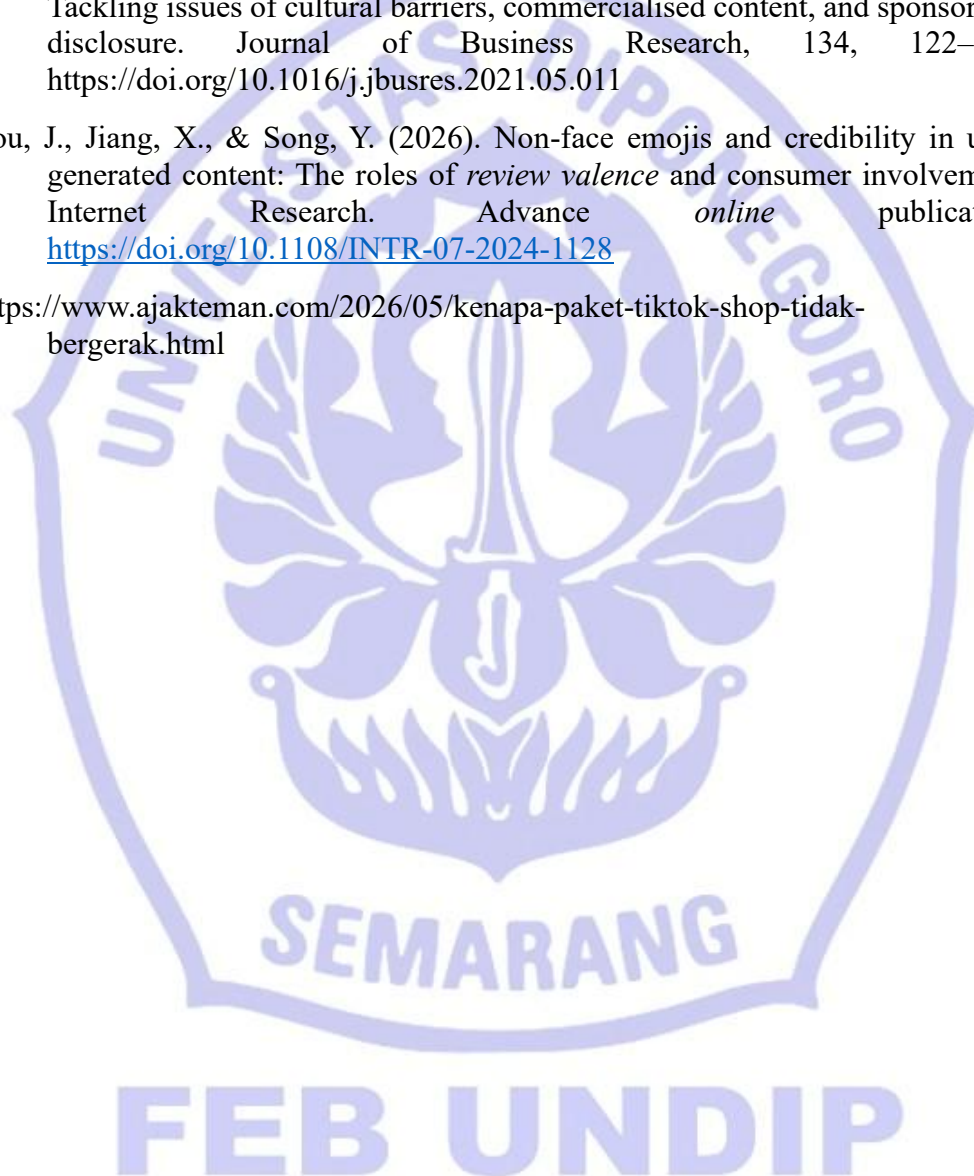 Tackling issues of cultural barriers, commercialised content, and sponsor
disclosure. Journal of Business Research, 134, 122–
https://doi.org/10.1016/j.jbusres.2021.05.011
ou, J., Jiang, X., & Song, Y. (2026). Non-face emojis and credibility in u
generated content: The roles of review valence and consumer involvem
Internet Research. Advance online publicat
https://doi.org/10.1108/INTR-07-2024-1128
tps://www.ajakteman.com/2026/05/kenapa-paket-tiktok-shop-tidak-
bergerak.html
UNIVERSITAS DIPONEGORO
SEMARANG
FEB UNDIP